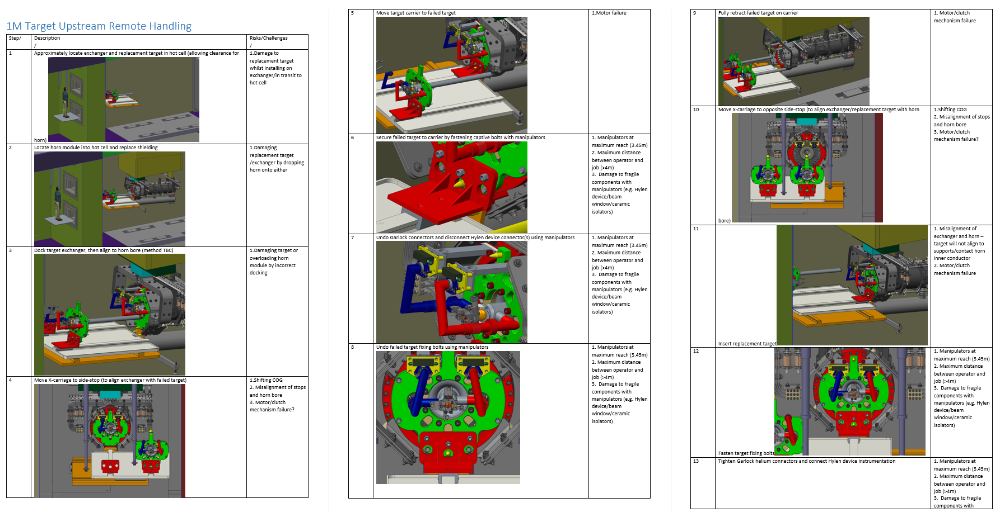 1M Target Upstream Remote Handling
Step/
Description
/
Risks/Challenges
/
1
Approximately locate exchanger and replacement target in hot cell (allowing clearance for
horn)
1.Damage to
replacement target
whilst installing on
exchanger/in transit to
hot cell
2
Locate horn module into hot cell and replace shielding
1.Damaging
replacement target
/exchanger by dropping
horn onto either
3
Dock target exchanger, then align to horn bore (method TBC)
1.Damaging target or
overloading horn
module by incorrect
docking
4
Move X-carriage to side-stop (to align exchanger with failed target)
1.Shifting COG
2. Misalignment of stops
and horn bore
3. Motor/clutch
mechanism failure?
5
Move target carrier to failed target
1.Motor failure
6
Secure failed target to carrier by fastening captive bolts with manipulators
1. Manipulators at
maximum reach (3.45m)
2. Maximum distance
between operator and
job (>4m)
3.  Damage to fragile
components with
manipulators (e.g. Hylen
device/beam
window/ceramic
isolators)
7
Undo Garlock connectors and disconnect Hylen device connector(s) using manipulators
1. Manipulators at
maximum reach (3.45m)
2. Maximum distance
between operator and
job (>4m)
3.  Damage to fragile
components with
manipulators (e.g. Hylen
device/beam
window/ceramic
isolators)
8
Undo failed target fixing bolts using manipulators
1. Manipulators at
maximum reach (3.45m)
2. Maximum distance
between operator and
job (>4m)
3.  Damage to fragile
components with
manipulators (e.g. Hylen
device/beam
window/ceramic
isolators)
9
Fully retract failed target on carrier
1. Motor/clutch
mechanism failure
10
Move X-carriage to opposite side-stop (to align exchanger/replacement target with horn
bore)
1.Shifting COG
2. Misalignment of stops
and horn bore
3. Motor/clutch
mechanism failure?
11
Insert replacement target
1. Misalignment of
exchanger and horn –
target will not align to
supports/contact horn
inner conductor
2. Motor/clutch
mechanism failure
12
Fasten target fixing bolts
1. Manipulators at
maximum reach (3.45m)
2. Maximum distance
between operator and
job (>4m)
3.  Damage to fragile
components with
manipulators (e.g. Hylen
device/beam
window/ceramic
isolators)
13
Tighten Garlock helium connectors and connect Hylen device instrumentation
1. Manipulators at
maximum reach (3.45m)
2. Maximum distance
between operator and
job (>4m)
3.  Damage to fragile
components with